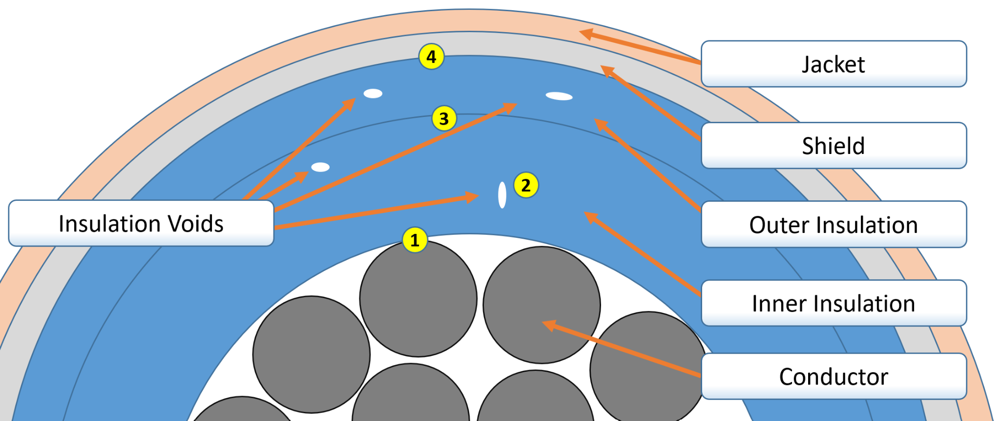 Jacket
4
Shield
3
2
Outer Insulation
Insulation Voids
1
Inner Insulation
Conductor